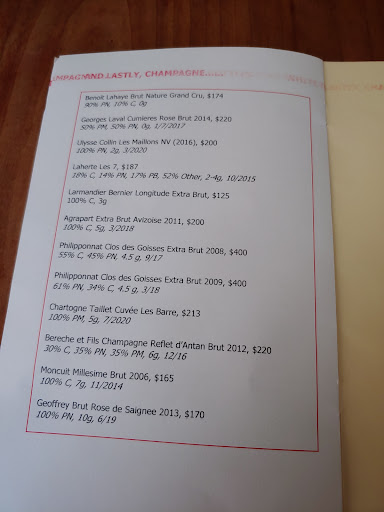 AND LASTLY, CHAMPAGNE
Benoit Lahaye Brut Nature Grand Cru, $174
90% PN, 10% C, 0g
Georges Laval Cumieres Rose Brut 2014, $220
50% PM, 50% PN, 0g, 1/7/2017
Ulysse Collin Les Maillons NV (2016), $200
100% PN, 2g, 3/2020
Laherte Les 7, $187
18% C, 14% PN, 17% PB, 52% Other, 2-4g, 10/2015
Larmandier Bernier Longitude Extra Brut, $125
100% C, 3g
Agrapart Extra Brut Avizoise 2011, $200
100% C, 5g, 3/2018
Philipponnat Clos des Goisses Extra Brut 2008, $400
55% C, 45% PN, 4.5 g, 9/17
Philipponnat Clos des Goisses Extra Brut 2009, $400
61% PN, 34% C, 4.5 g, 3/18
Chartogne Taillet Cuvée Les Barre, $213
100% PM, 5g, 7/2020
Bereche et Fils Champagne Reflet d'Antan Brut 2012, $220
30% C, 35% PN, 35% PM, 6g, 12/16
Moncuit Millesime Brut 2006, $165
100% C, 7g, 11/2014
Geoffrey Brut Rose de Saignee 2013, $170
100% PN, 10g, 6/19